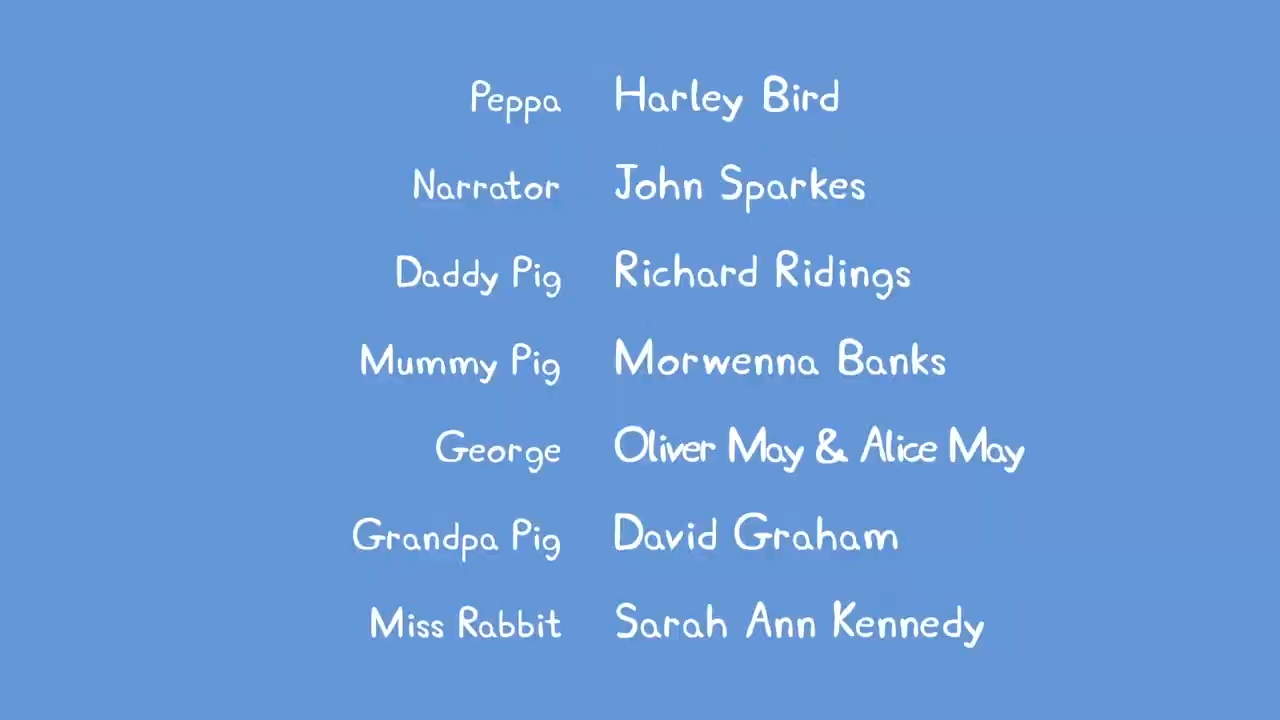 Peppa Harley Bird
Narrator John Sparkes
Daddy Pig Richard Ridings
Mummy Pig Morwenna Banks
George Oliver May & Alice May
Grandpa Pig David Graham
Miss Rabbit Sarah Ann Kennedy